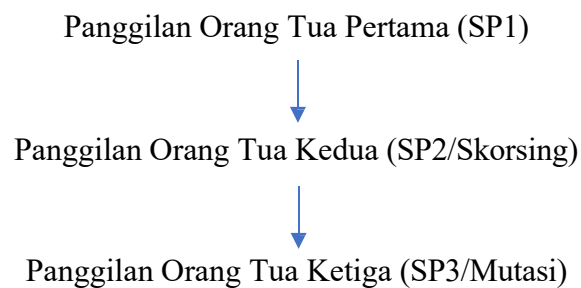 Panggilan Orang Tua Pertama (SP1)
Panggilan Orang Tua Kedua (SP2/Skorsing)
Panggilan Orang Tua Ketiga (SP3/Mutasi)